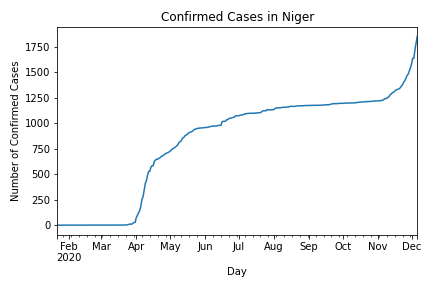 Confirmed Cases in Niger
Number of Confirmed Cases
1750
1500
1250
1000
750
500
250
0
Feb Mar Apr May Jun Jul Aug Sep Oct Nov Dec
2020
Day